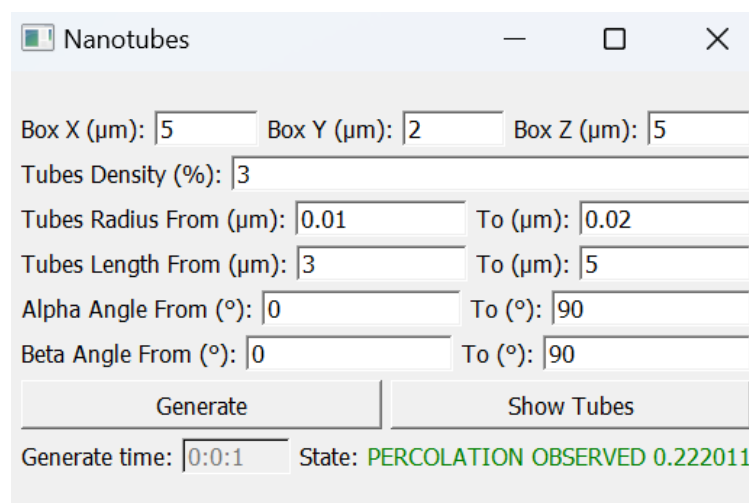 Nanotubes
Box X (μm): 5 Box Y (μm): 2 Box Z (μm): 5
Tubes Density (%): 3
Tubes Radius From (μm): 0.01 To (μm): 0.02
Tubes Length From (μm): 3 To (μm): 5
Alpha Angle From (°): 0 To (°): 90
Beta Angle From (°): 0 To (°): 90
Generate Show Tubes
Generate time: 0:0:1 State: PERCOLATION OBSERVED 0.222011